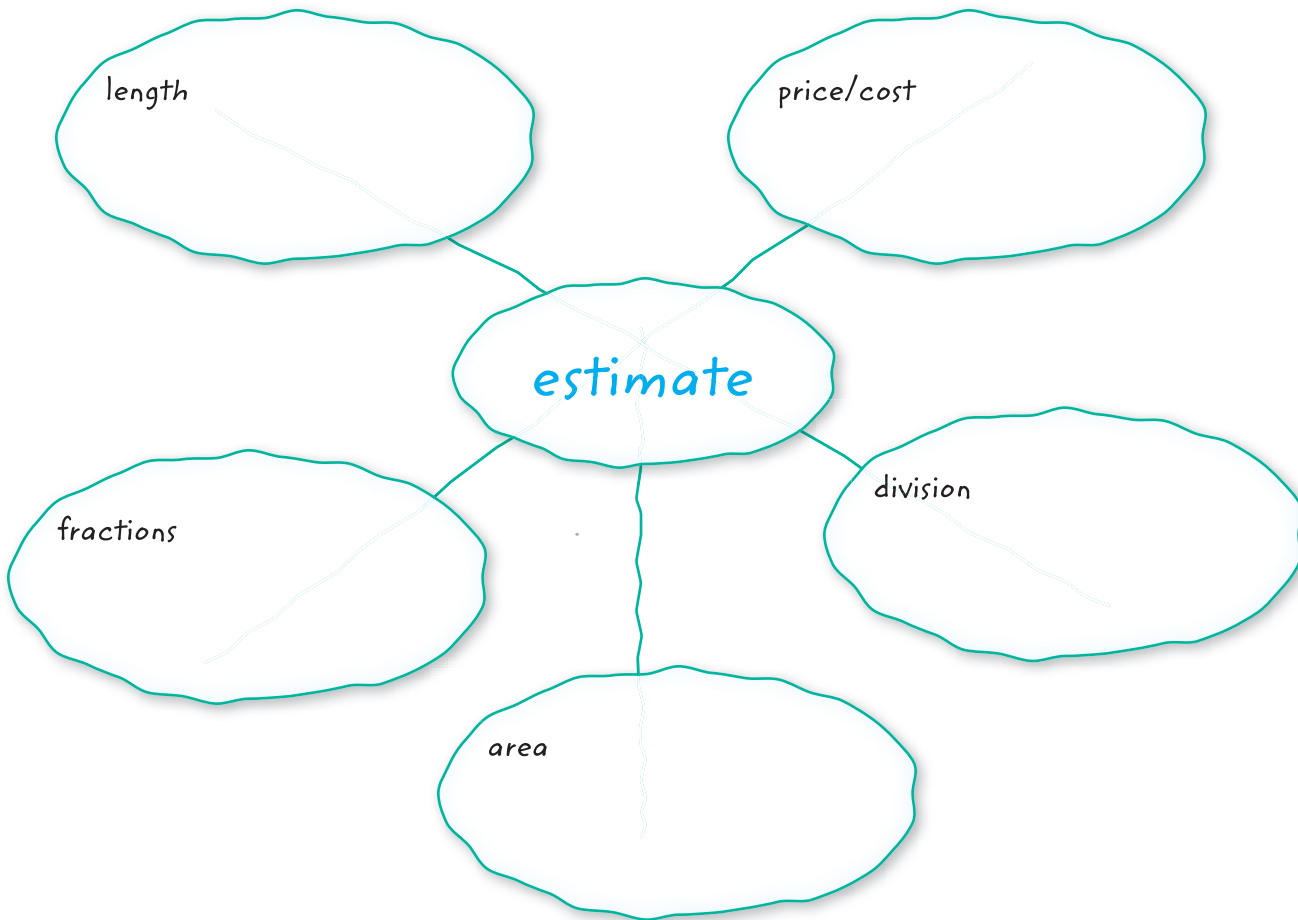 length
price/cost
estimate
division
fractions
area